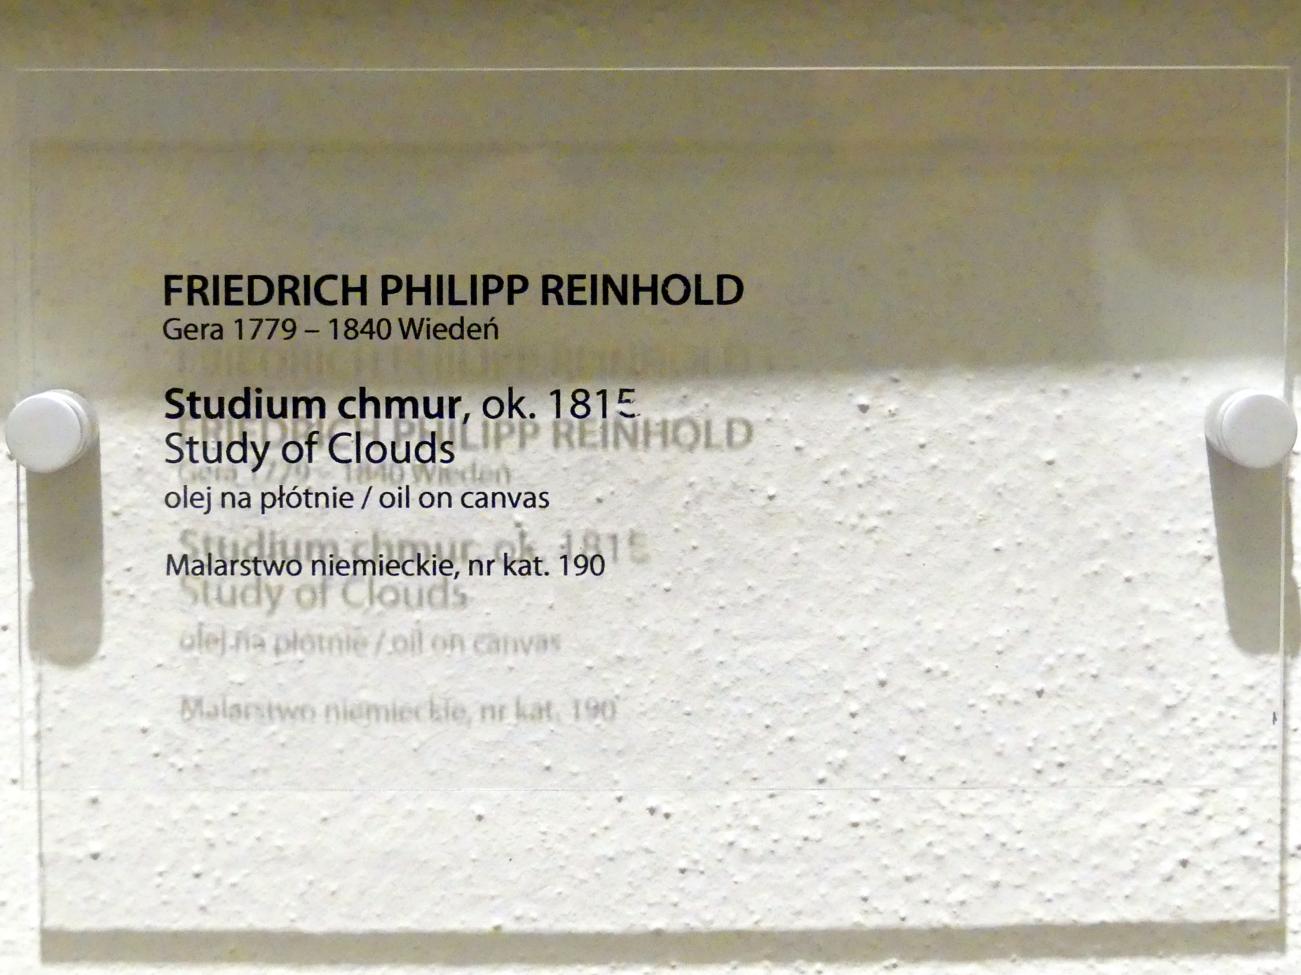 FRIEDRICH PHILIPP REINHOLD
Gera 1779 – 1840 Wiedeń
Studium chmur, ok. 1815
Study of Clouds
olej na płótnie / oil on canvas
Malarstwo niemieckie, nr kat. 190